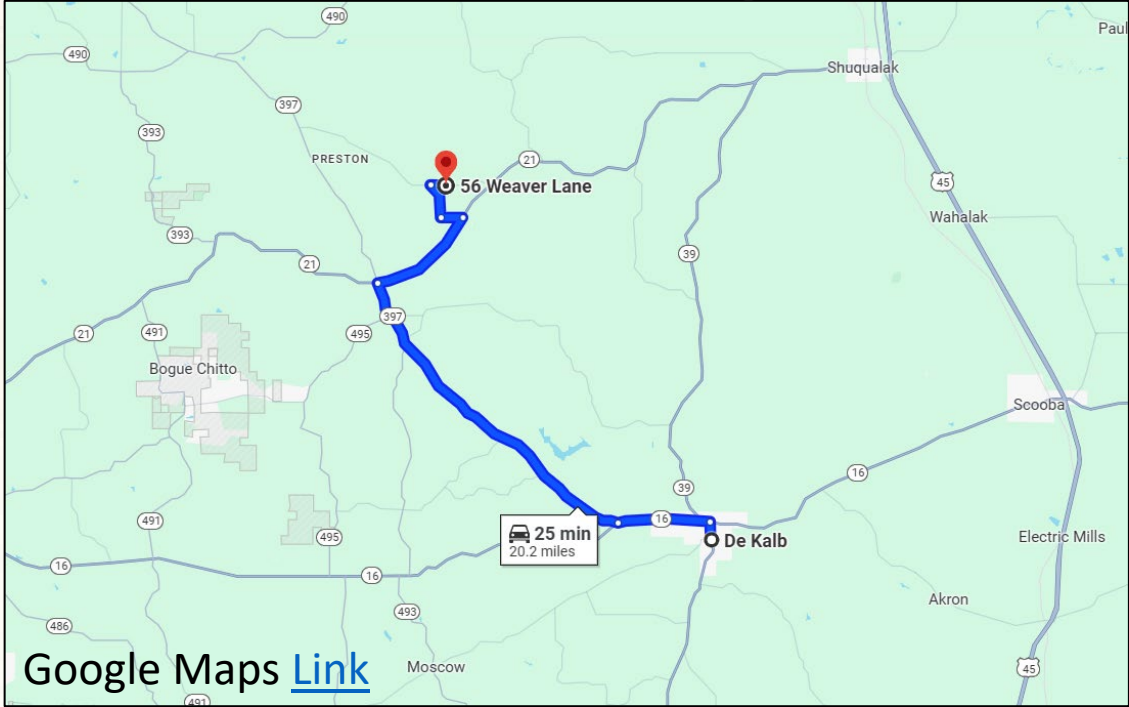 490
Paul
490
Shuqualak
397
393
PRESTON
21
56 Weaver Lane
45
Wahalak
393
39
21
397
21
491
495
Bogue Chitto
Scooba
16
39
491
16
25 min
20.2 miles
De Kalb
495
Electric Mills
16
16
Akron
493
486
Google Maps Link
Moscow
45
491